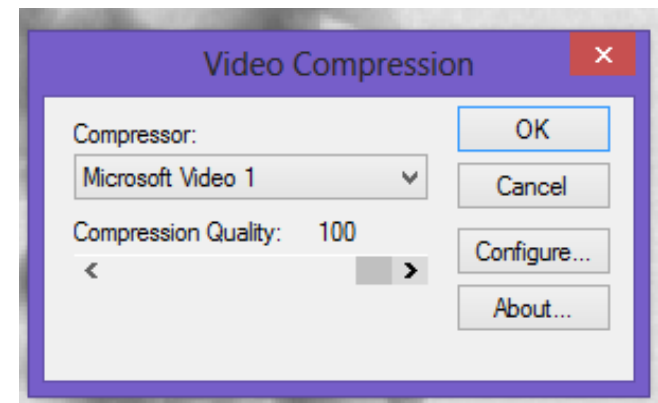 Video Compression
Compressor:
Microsoft Video 1
Compression Quality: 100
OK
Cancel
Configure...
About...